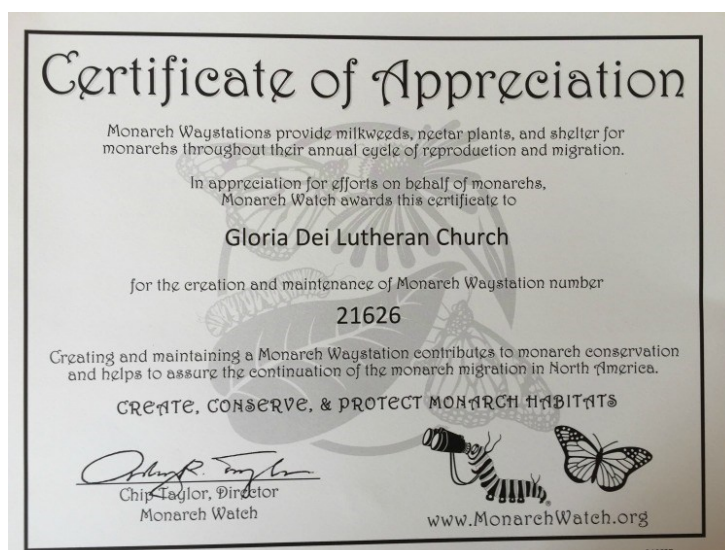 Certificate of Appreciation
Monarch Waystations provide milkweeds, nectar plants, and shelter for
monarchs throughout their annual cycle of reproduction and migration.
In appreciation for efforts on behalf of monarchs,
Monarch Watch awards this certificate to
Gloria Dei Lutheran Church
for the creation and maintenance of Monarch Waystation number
21626
Creating and maintaining a Monarch Waystation contributes to monarch conservation
and helps to assure the continuation of the monarch migration in North America.
CREATE, CONSERVE, & PROTECT MONARCH HABITATS
Chip Taylor, Director
Monarch Watch
www.MonarchWatch.org